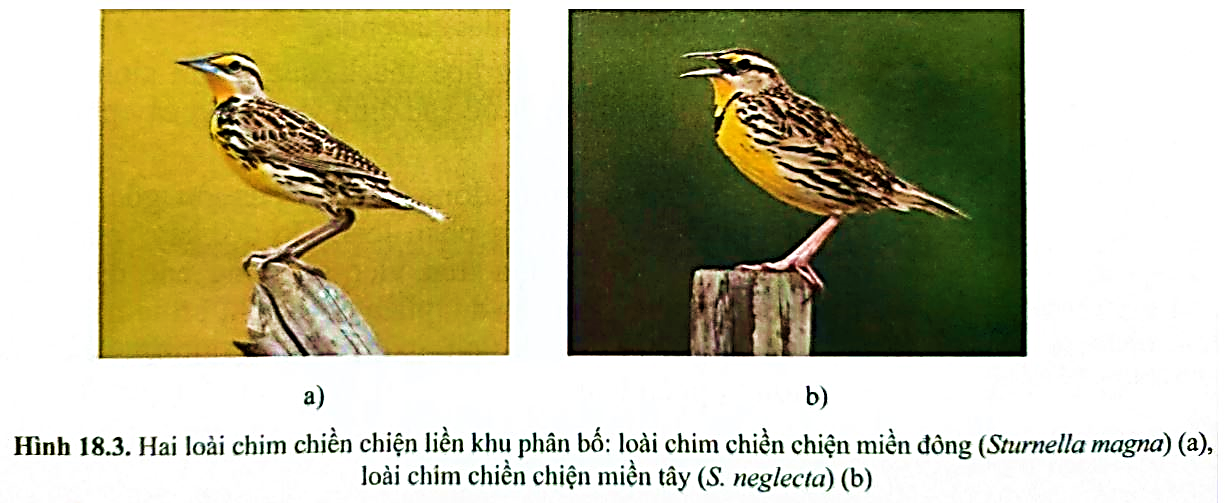 a)
b)
Hình 18.3. Hai loài chim chiền chiện liền khu phân bố: loài chim chiền chiện miền đông (Sturnella magna) (a),
loài chim chiền chiện miền tây (S. neglecta) (b)